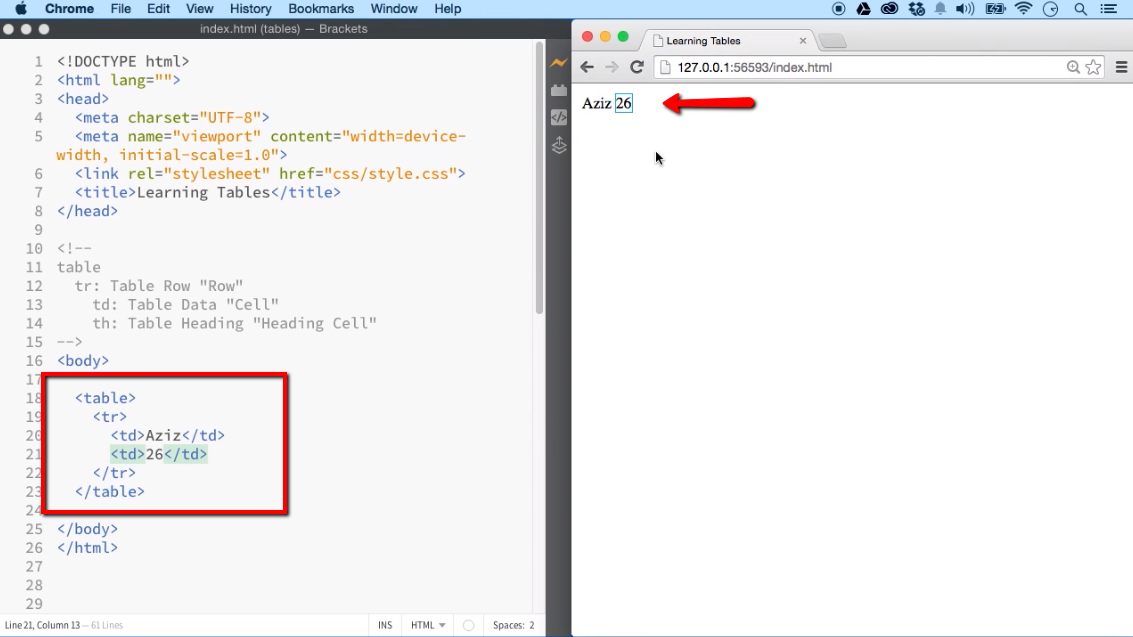 Chrome File Edit View History Bookmarks Window Help
index.html (tables) — Brackets
1 <!DOCTYPE html>
2 <html lang="">
3 <head>
4 <meta charset="UTF-8">
5 <meta name="viewport" content="width=device-
width, initial-scale=1.0">
6 <link rel="stylesheet" href="css/style.css">
7 <title>Learning Tables</title>
8 </head>
9
10 <!--
11 table
12 tr: Table Row "Row"
13 td: Table Data "Cell"
14 th: Table Heading "Heading Cell"
15 -->
16 <body>
17
18 <table>
19 <tr>
20 <td>Aziz</td>
21 <td>26</td>
22 </tr>
23 </table>
24
25 </body>
26 </html>
27
28
29
Line 21, Column 13 — 61 Lines
INS HTML Spaces: 2
Learning Tables
127.0.0.1:56593/index.html
Aziz 26